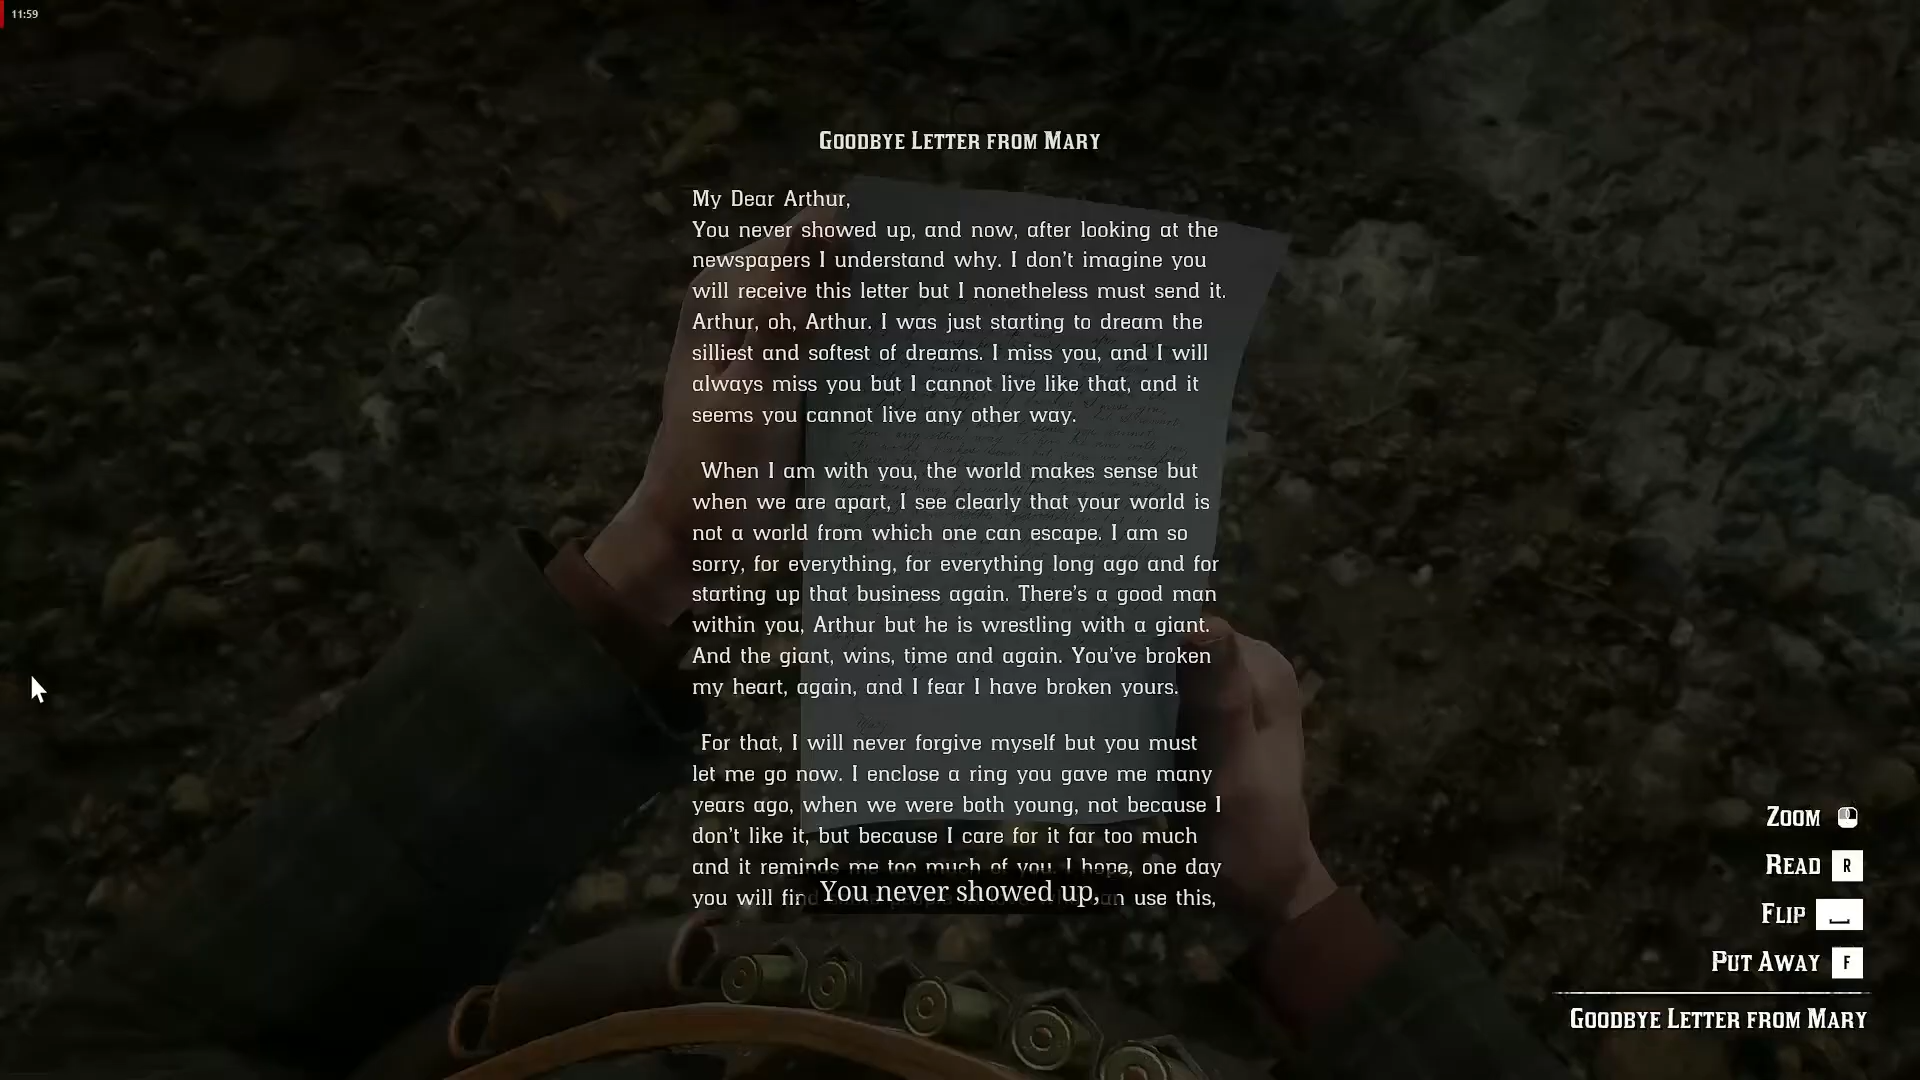 11:59
GOODBYE LETTER FROM MARY
My Dear Arthur,
You never showed up, and now, after looking at the
newspapers I understand why. I don't imagine you
will receive this letter but I nonetheless must send it.
Arthur, oh, Arthur. I was just starting to dream the
silliest and softest of dreams. I miss you, and I will
always miss you but I cannot live like that, and it
seems you cannot live any other way.
When I am with you, the world makes sense but
when we are apart, I see clearly that your world is
not a world from which one can escape. I am so
sorry, for everything, for everything long ago and for
starting up that business again. There's a good man
within you, Arthur but he is wrestling with a giant.
And the giant, wins, time and again. You've broken
my heart, again, and I fear I have broken yours.
For that, I will never forgive myself but you must
let me go now. I enclose a ring you gave me many
years ago, when we were both young, not because I
don't like it, but because I care for it far too much
and it reminds me too much of you. I hope, one day
you will find use this,
You never showed up,
ZOOM
READ R
FLIP
PUT AWAY F
GOODBYE LETTER FROM MARY